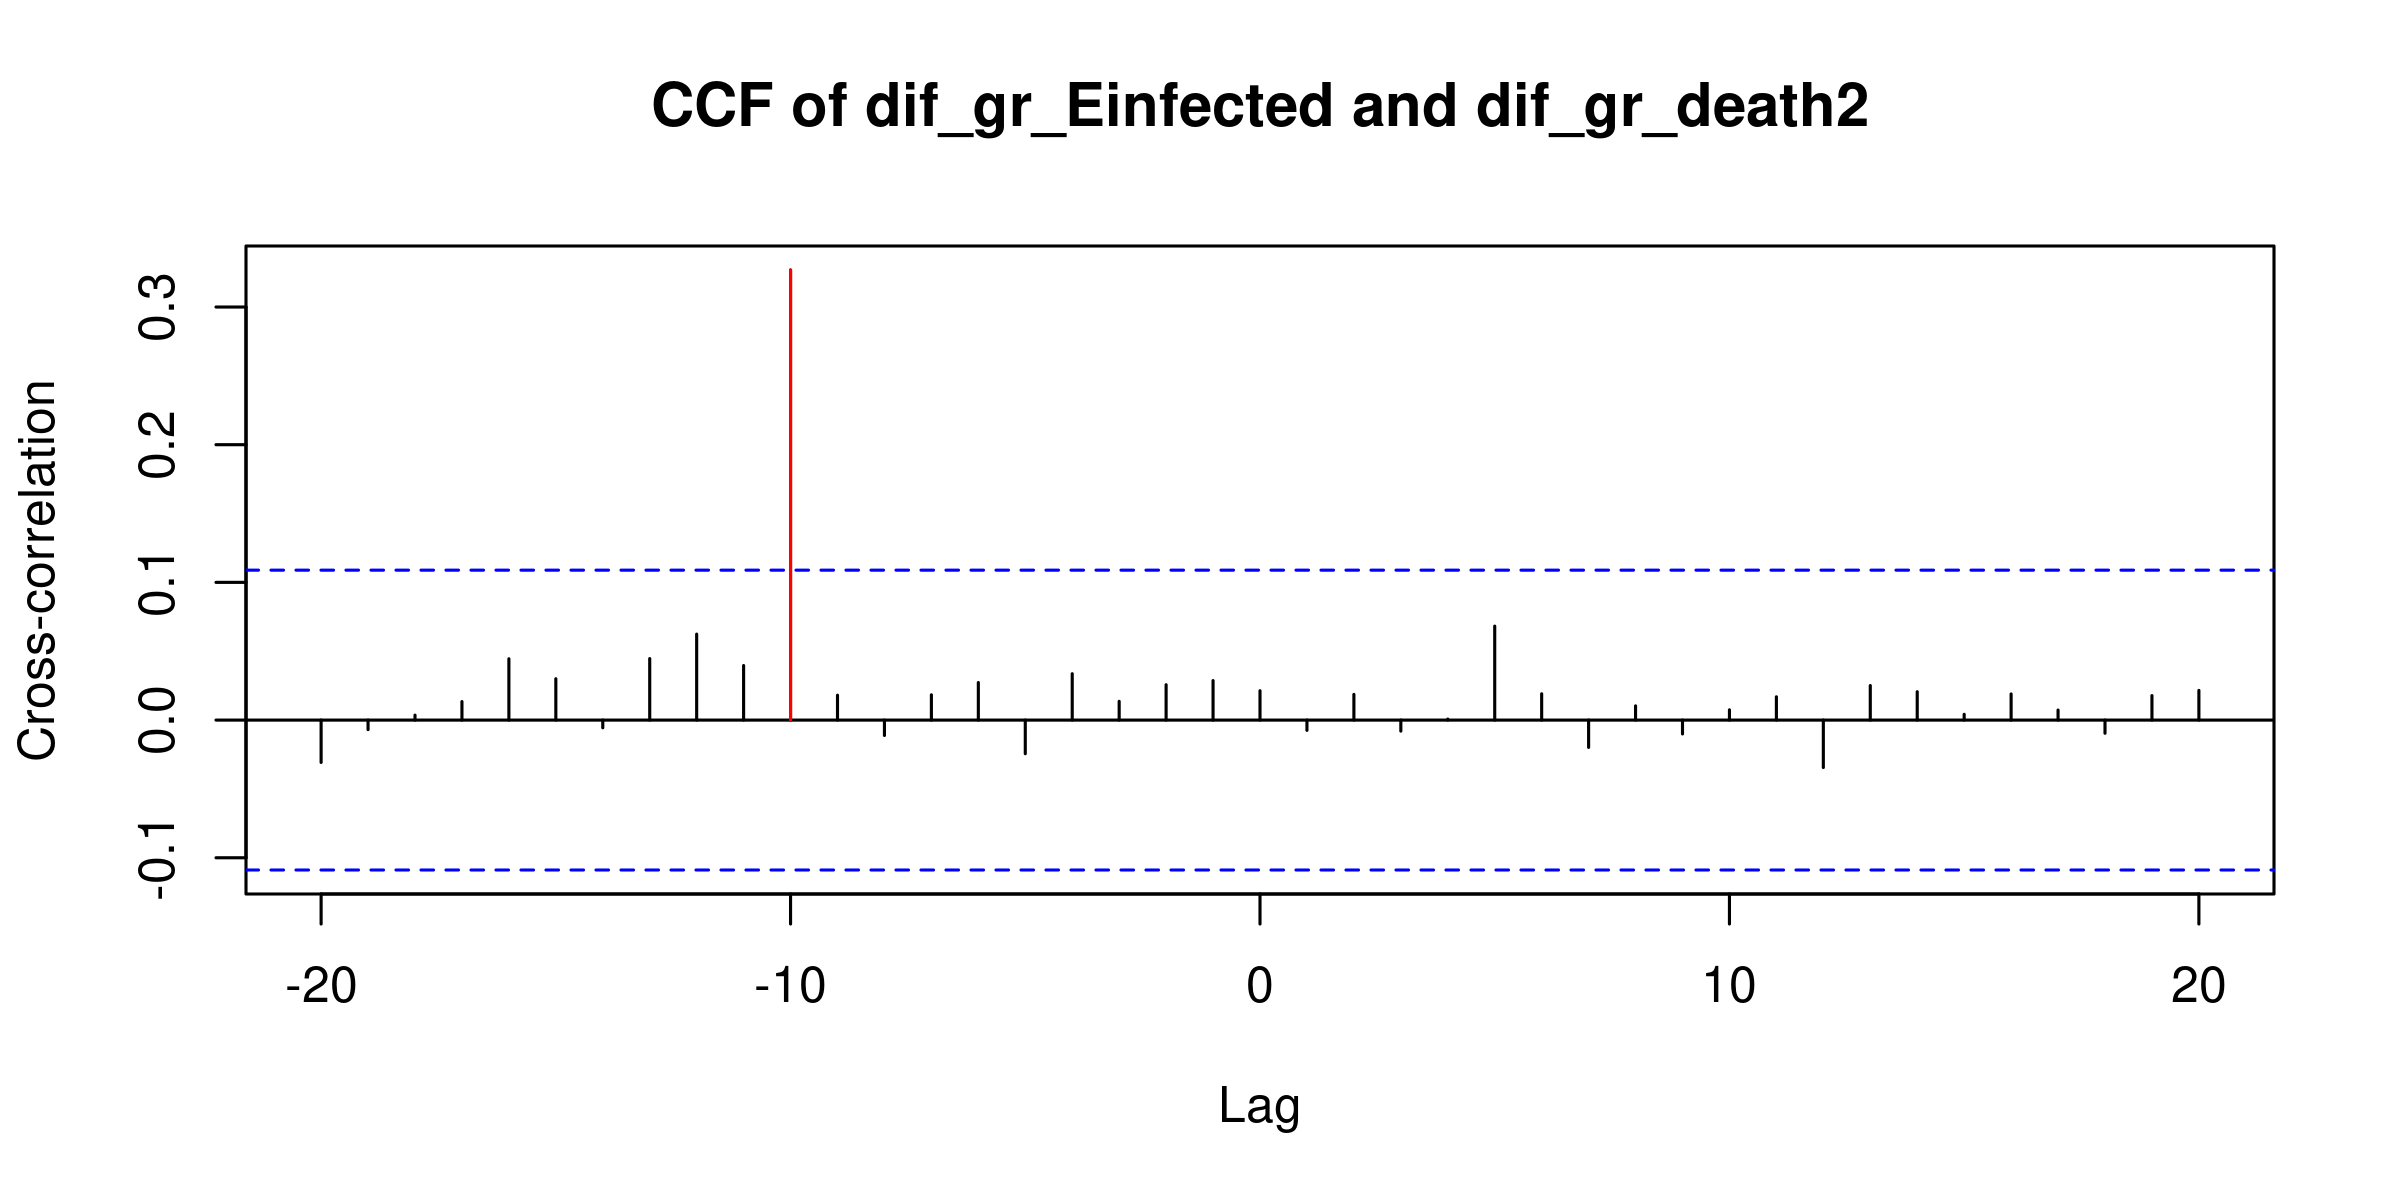 CCF of dif_gr_Einfected and dif_gr_death2
Cross-correlation
0.3
0.2
0.1
0.0
-0.1
-20 -10 0 10 20
Lag